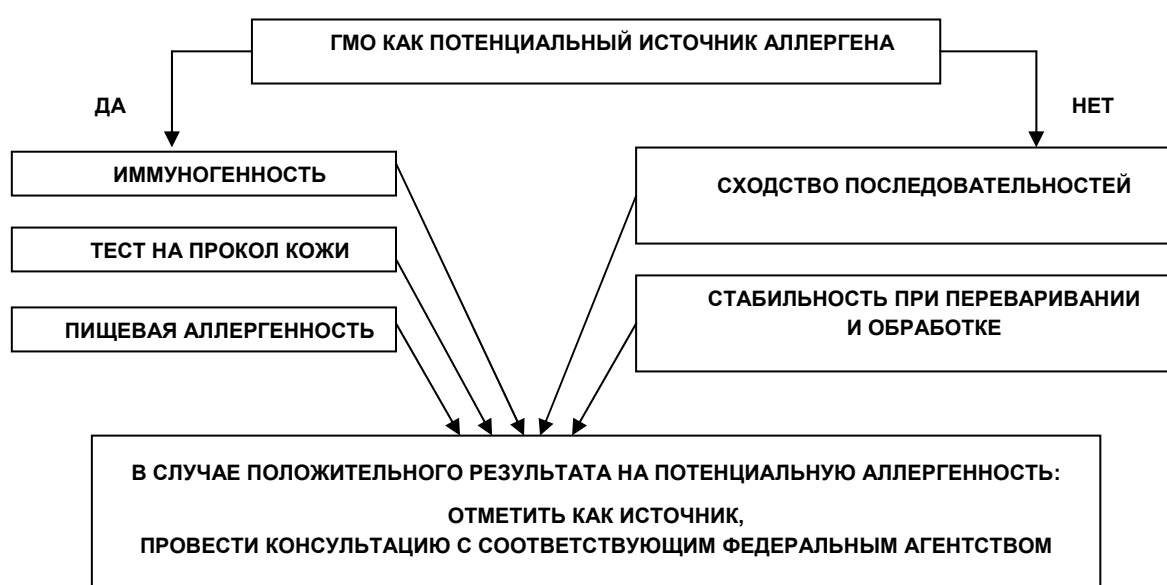 ГМО КАК ПОТЕНЦИАЛЬНЫЙ ИСТОЧНИК АЛЛЕРГЕНА
ДА
НЕТ
ИММУНОГЕННОСТЬ
СХОДСТВО ПОСЛЕДОВАТЕЛЬНОСТЕЙ
ТЕСТ НА ПРОКОЛ КОЖИ
СТАБИЛЬНОСТЬ ПРИ ПЕРЕВАРИВАНИИ
И ОБРАБОТКЕ
ПИЩЕВАЯ АЛЛЕРГЕННОСТЬ
В СЛУЧАЕ ПОЛОЖИТЕЛЬНОГО РЕЗУЛЬТАТА НА ПОТЕНЦИАЛЬНУЮ АЛЛЕРГЕННОСТЬ:
ОТМЕТИТЬ КАК ИСТОЧНИК,
ПРОВЕСТИ КОНСУЛЬТАЦИЮ С СООТВЕТСТВУЮЩИМ ФЕДЕРАЛЬНЫМ АГЕНТСТВОМ